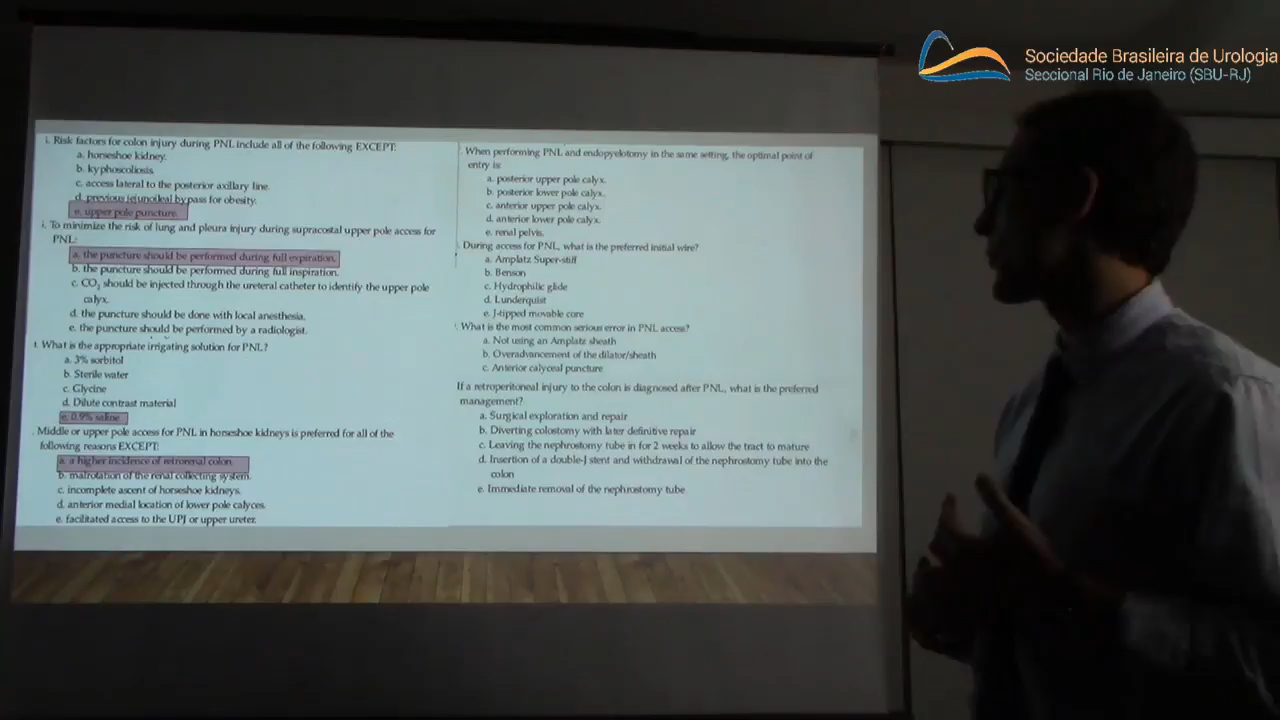 Sociedade Brasileira de Urologia
Seccional Rio de Janeiro (SBU-RJ)
i. Risk factors for colon injury during PNL include all of the following EXCEPT:
a. horseshoe kidney.
b. kyphoscoliosis.
c. access lateral to the posterior axillary line.
d. previous jejunoileal bypass for obesity.
e. upper pole puncture.
i. To minimize the risk of lung and pleura injury during supracostal upper pole access for
PNL:
a. the puncture should be performed during full expiration.
b. the puncture should be performed during full inspiration.
c. CO₂ should be injected through the ureteral catheter to identify the upper pole
calyx.
d. the puncture should be done with local anesthesia.
e. the puncture should be performed by a radiologist.
What is the appropriate irrigating solution for PNL?
a. 3% sorbitol
b. Sterile water
c. Glycine
d. Dilute contrast material
e. 0.9% saline
. Middle or upper pole access for PNL in horseshoe kidneys is preferred for all of the
following reasons EXCEPT:
a. a higher incidence of retrorenal colon.
b. malrotation of the renal collecting system.
c. incomplete ascent of horseshoe kidneys.
d. anterior medial location of lower pole calyces.
e. facilitated access to the UPJ or upper ureter.
When performing PNL and endopyelotomy in the same setting, the optimal point of
entry is:
a. posterior upper pole calyx.
b. posterior lower pole calyx.
c. anterior upper pole calyx.
d. anterior lower pole calyx.
e. renal pelvis.
During access for PNL, what is the preferred initial wire?
a. Amplatz Super-stiff
b. Benson
c. Hydrophilic glide
d. Lunderquist
e. J-tipped movable core
What is the most common serious error in PNL access?
a. Not using an Amplatz sheath
b. Overadvancement of the dilator/sheath
c. Anterior calyceal puncture
If a retroperitoneal injury to the colon is diagnosed after PNL, what is the preferred
management?
a. Surgical exploration and repair
b. Diverting colostomy with later definitive repair
c. Leaving the nephrostomy tube in for 2 weeks to allow the tract to mature
d. Insertion of a double-J stent and withdrawal of the nephrostomy tube into the
colon
e. Immediate removal of the nephrostomy tube